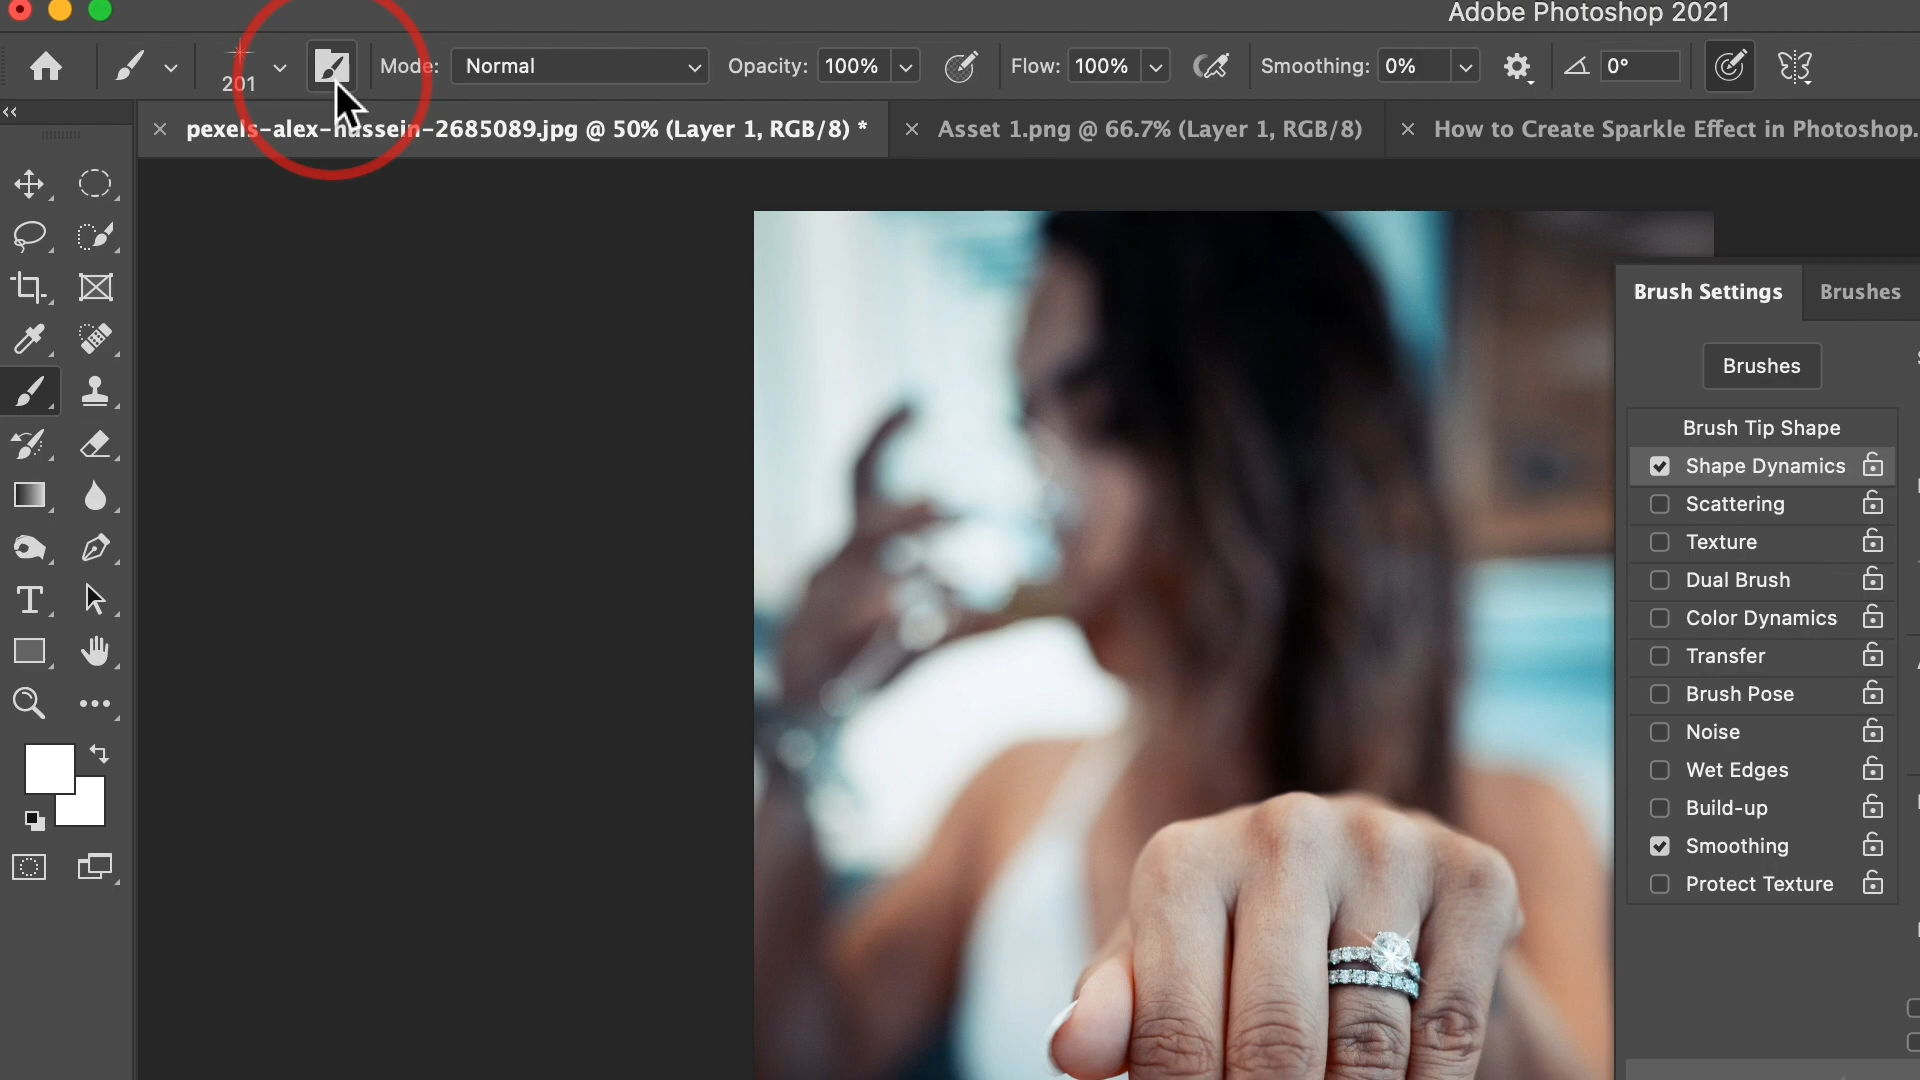 Adobe Photoshop 2021
201 Mode: Normal Opacity: 100% Flow: 100% Smoothing: 0% 0°
pexels-alex-hussein-2685089.jpg @ 50% (Layer 1, RGB/8) * Asset 1.png @ 66.7% (Layer 1, RGB/8) How to Create Sparkle Effect in Photoshop.
Brush Settings Brushes
Brushes
Brush Tip Shape
Shape Dynamics
Scattering
Texture
Dual Brush
Color Dynamics
Transfer
Brush Pose
Noise
Wet Edges
Build-up
Smoothing
Protect Texture